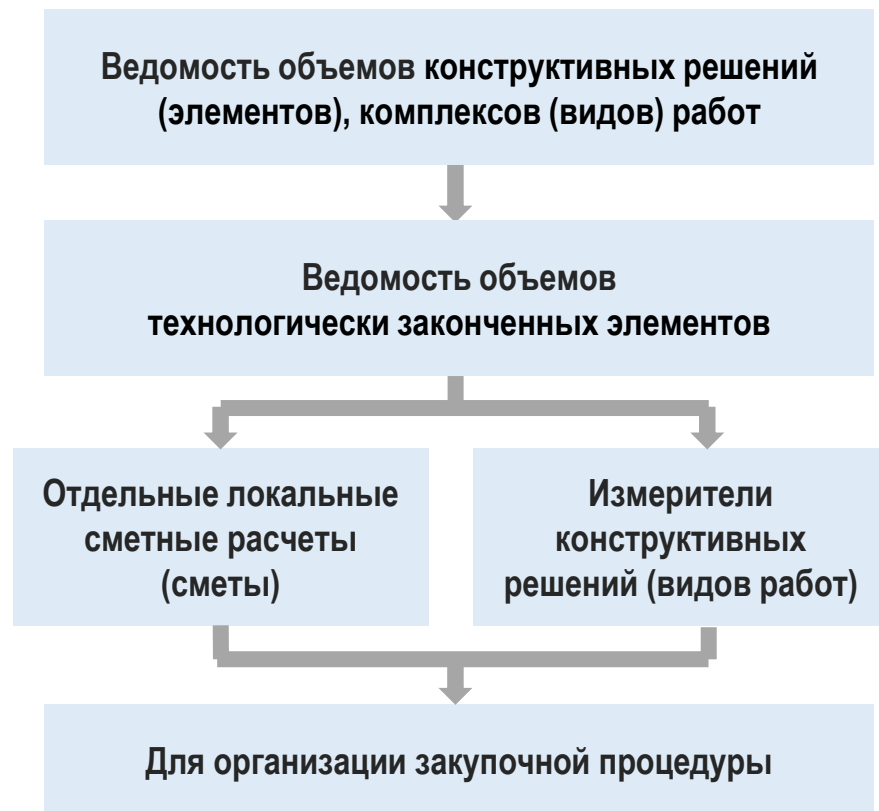 Ведомость объемов конструктивных решений
(элементов), комплексов (видов) работ
Ведомость объемов
технологически законченных элементов
Отдельные локальные
сметные расчеты
(сметы)
Измерители
конструктивных
решений (видов работ)
Для организации закупочной процедуры